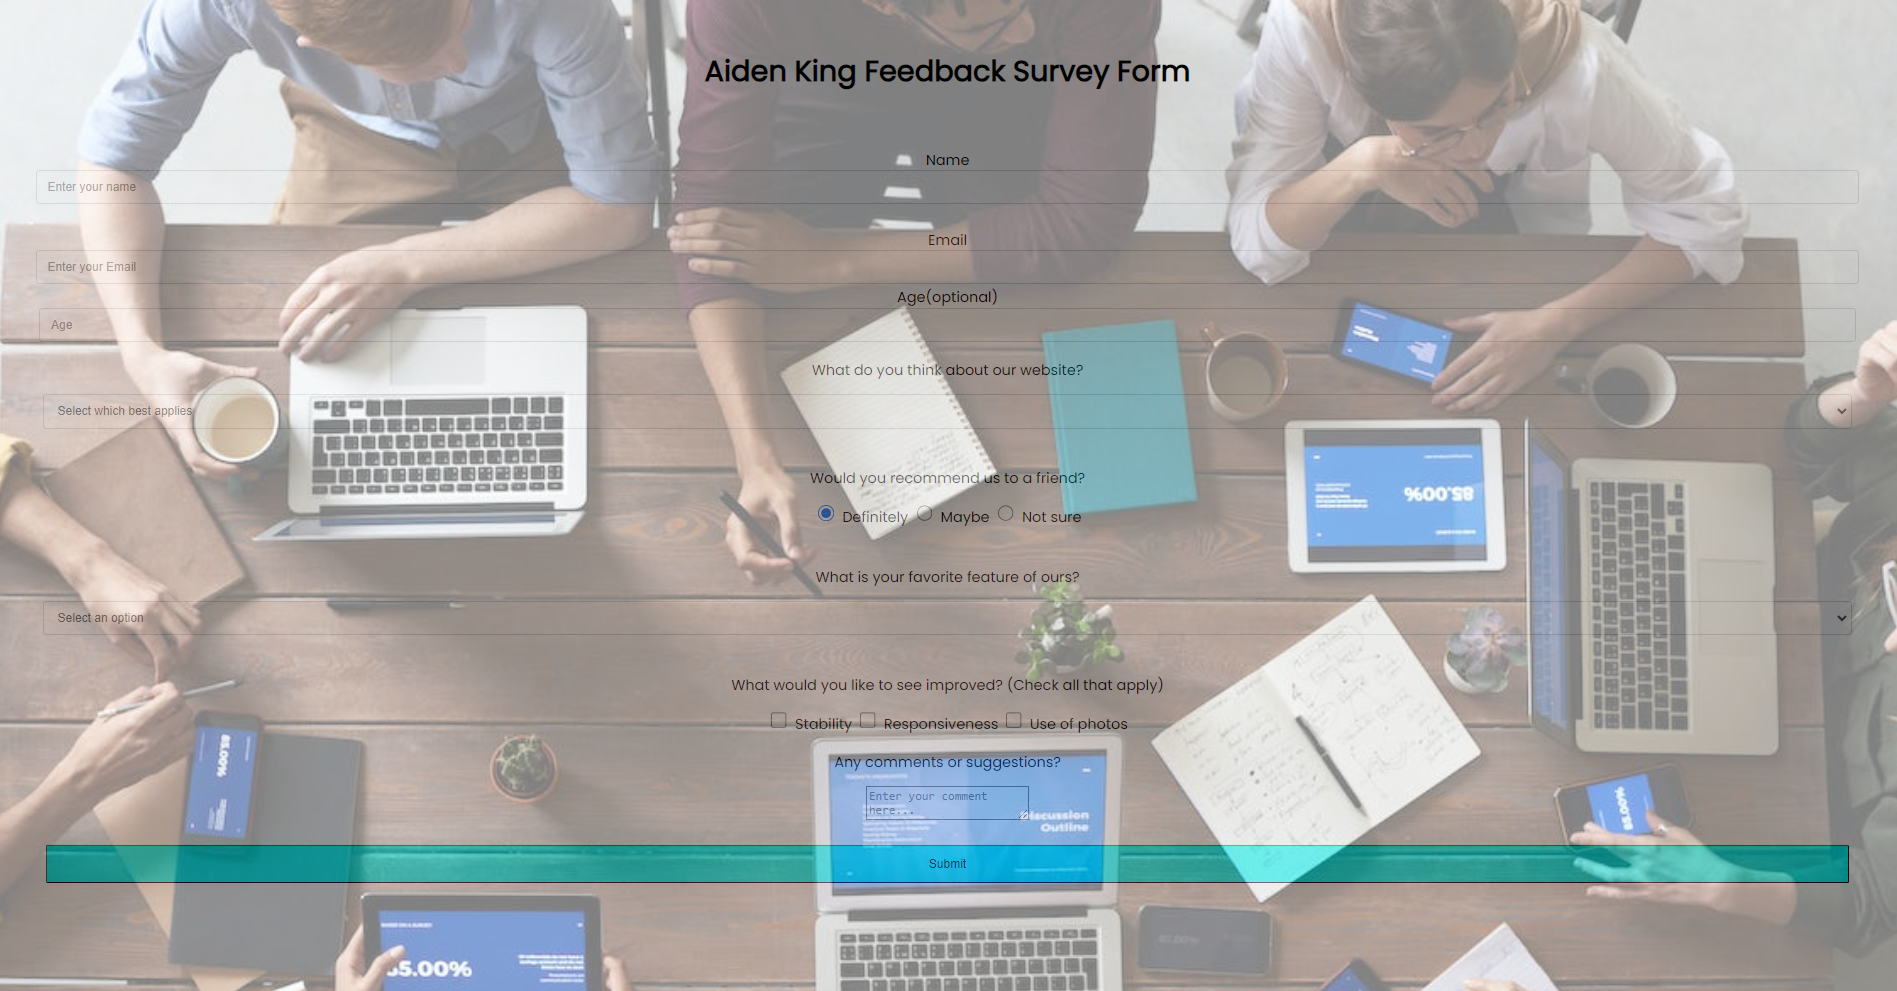 Aiden King Feedback Survey Form
Name
Enter your name
Email
Enter your Email
Age(optional)
Age
What do you think about our website?
Select which best applies
Would you recommend us to a friend?
Definitely Maybe Not sure
85.00%
What is your favorite feature of ours?
Select an option
What would you like to see improved? (Check all that apply)
Stability Responsiveness Use of photos
85.00%
Any comments or suggestions?
Enter your comment
here...
Discussion
Outline
85.00%
Submit
85.00%